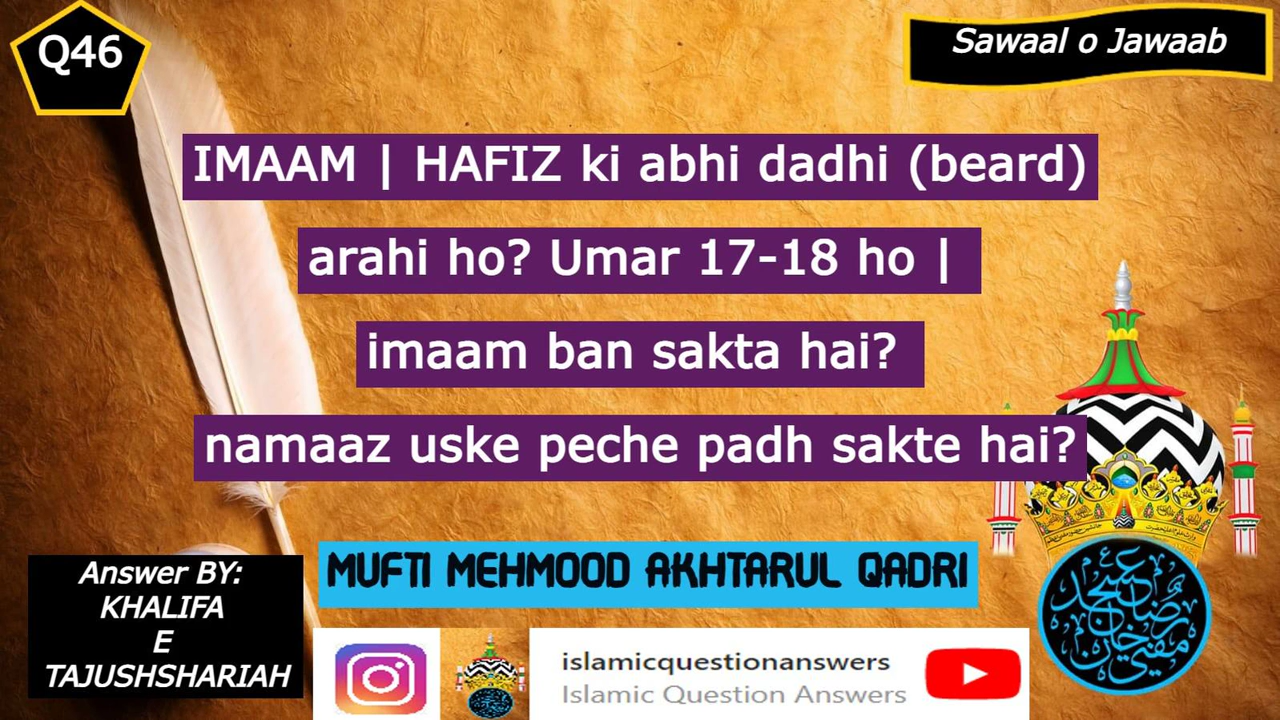 Q46
Sawaal o Jawaab
IMAAM | HAFIZ ki abhi dadhi (beard)
arahi ho? Umar 17-18 ho |
imaam ban sakta hai?
namaaz uske peche padh sakte hai?
MUFTI MEHMOOD AKHTARUL QADRI
Answer BY:
KHALIFA
E
TAJUSHSHARIAH
islamicquestionanswers
Islamic Question Answers